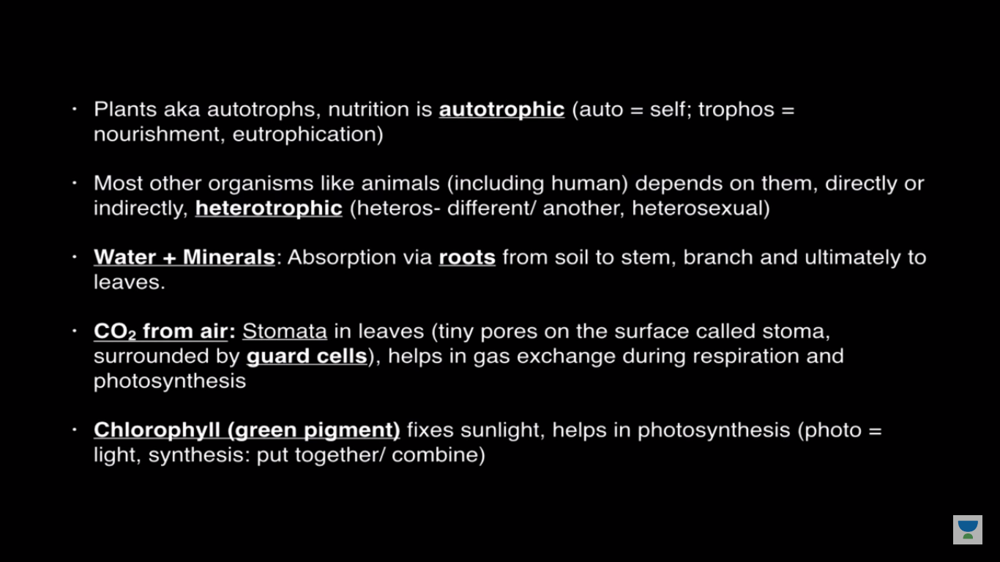 · Plants aka autotrophs, nutrition is autotrophic (auto = self; trophos =
nourishment, eutrophication)
· Most other organisms like animals (including human) depends on them, directly or
indirectly, heterotrophic (heteros- different/ another, heterosexual)
· Water + Minerals: Absorption via roots from soil to stem, branch and ultimately to
leaves.
· CO₂ from air: Stomata in leaves (tiny pores on the surface called stoma,
surrounded by guard cells), helps in gas exchange during respiration and
photosynthesis
· Chlorophyll (green pigment) fixes sunlight, helps in photosynthesis (photo =
light, synthesis: put together/ combine)